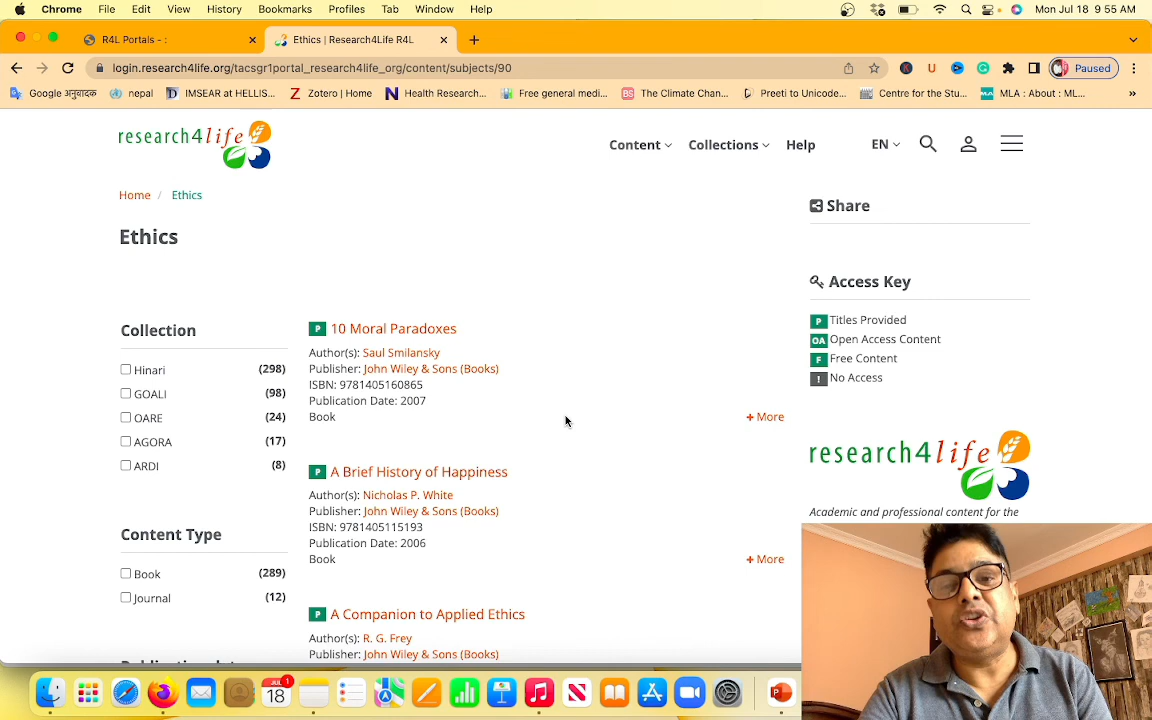 Chrome File Edit View History Bookmarks Profiles Tab Window Help Mon Jul 18 9:55 AM
R4L Portals - : Ethics | Research4Life R4L
login.research4life.org/tacsgr1portal_research4life_org/content/subjects/90 Paused
Google अनुवादक nepal IMSEAR at HELLIS... Zotero | Home Health Research... Free general medi... The Climate Chan... Preeti to Unicode... Centre for the Stu... MLA : About : ML... »
research4life
Content Collections Help EN
Home / Ethics
Ethics
Share
Access Key
P Titles Provided
OA Open Access Content
F Free Content
! No Access
Collection
Hinari (298)
GOALI (98)
OARE (24)
AGORA (17)
ARDI (8)
Content Type
Book (289)
Journal (12)
P 10 Moral Paradoxes
Author(s): Saul Smilansky
Publisher: John Wiley & Sons (Books)
ISBN: 9781405160865
Publication Date: 2007
Book + More
P A Brief History of Happiness
Author(s): Nicholas P. White
Publisher: John Wiley & Sons (Books)
ISBN: 9781405115193
Publication Date: 2006
Book + More
P A Companion to Applied Ethics
Author(s): R. G. Frey
Publisher: John Wiley & Sons (Books)
research4life
Academic and professional content for the
JUL 1
18